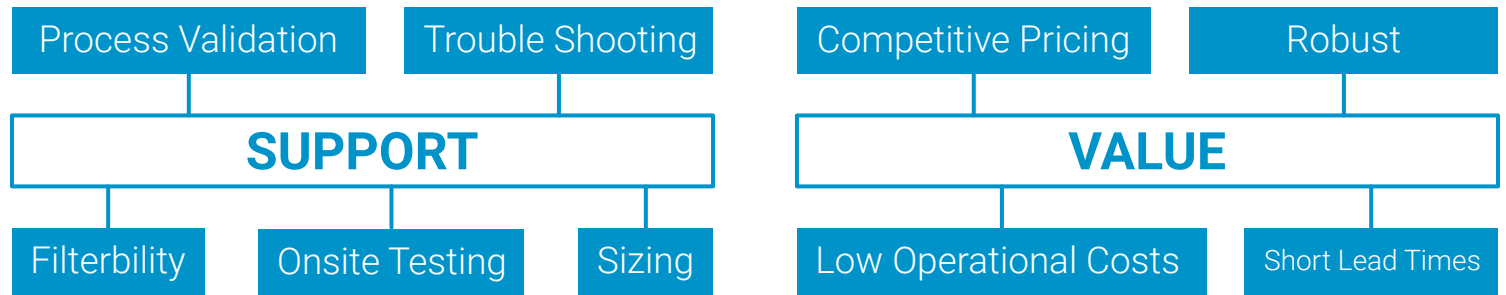 Process Validation
Trouble Shooting
SUPPORT
Filterbility
Onsite Testing
Sizing
Competitive Pricing
Robust
VALUE
Low Operational Costs
Short Lead Times